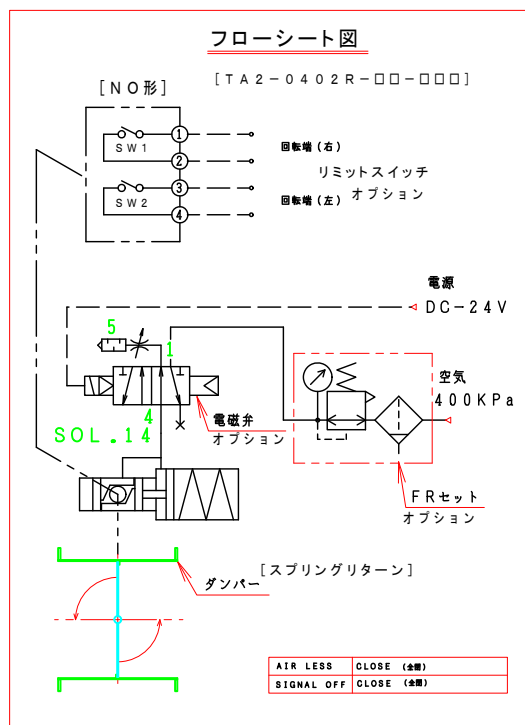 フローシート図
[TA2-0402R-□□-□□□]
[NO形]
1
SW1
2
回転端(右)
リミットスイッチ
オプション
3
SW2
4
回転端(左)
電源
DC-24V
5
1
空気
400KPa
4
SOL.14
電磁弁
オプション
FRセット
オプション
[スプリングリターン]
ダンパー
AIR LESS CLOSE (全閉)
SIGNAL OFF CLOSE (全閉)